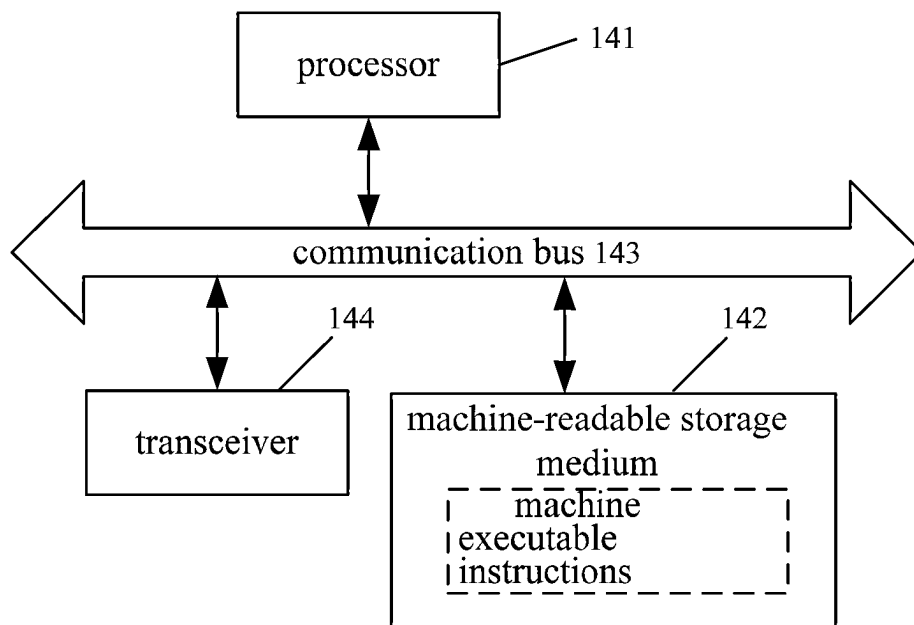 141
processor
communication bus 143
144
142
transceiver
machine-readable storage
medium
machine
executable
instructions